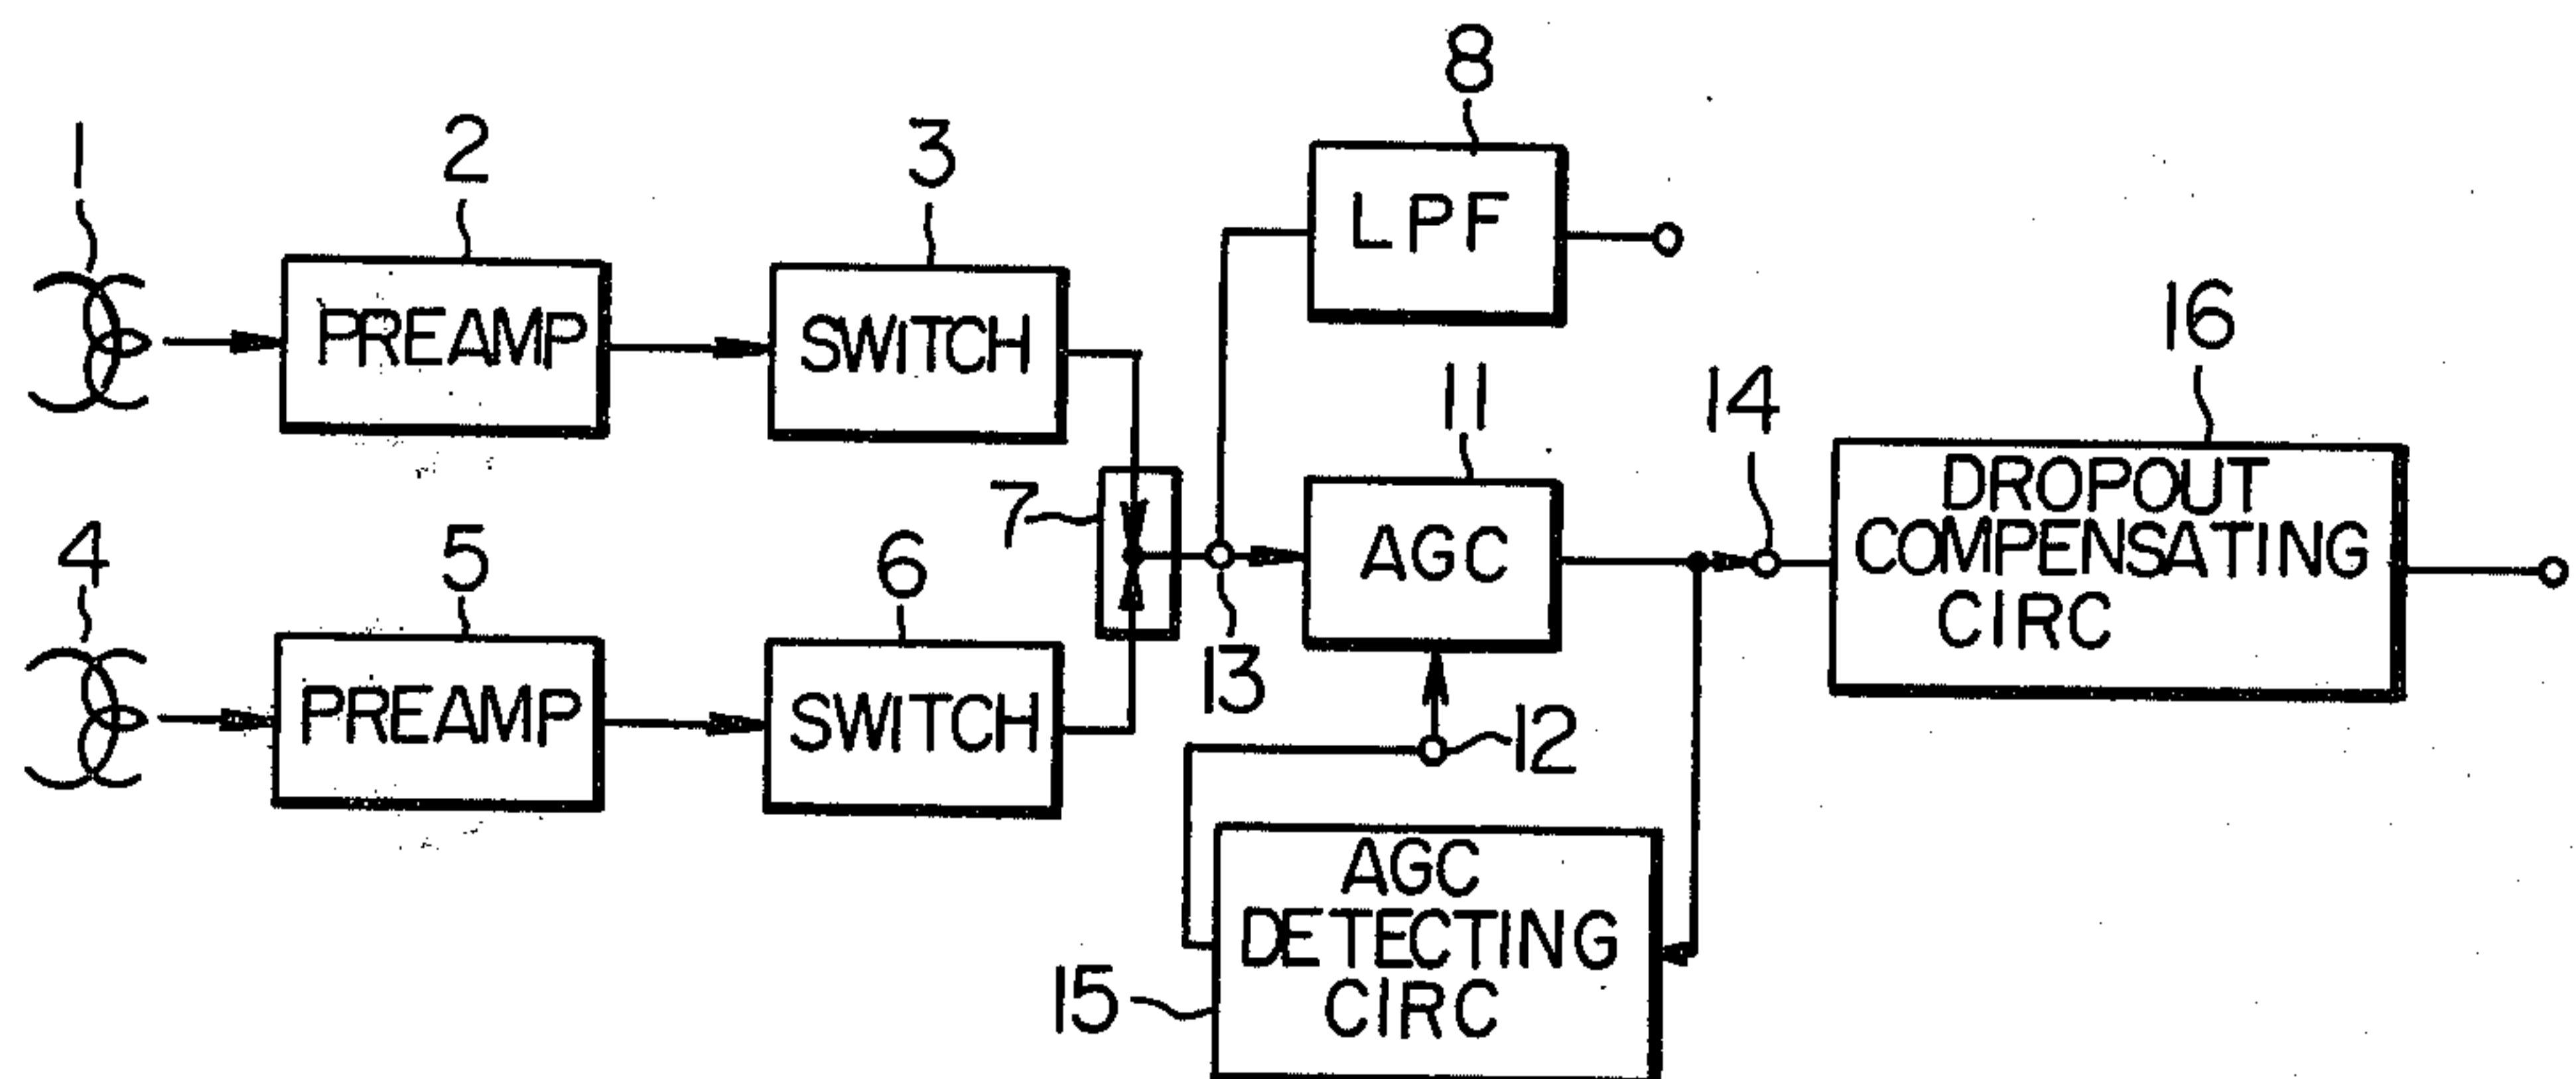 8
1
2
3
LPF
16
PREAMP
SWITCH
11
14
DROPOUT
COMPENSATING
CIRC
7
AGC
4
5
6
13
12
PREAMP
SWITCH
AGC
DETECTING
CIRC
15